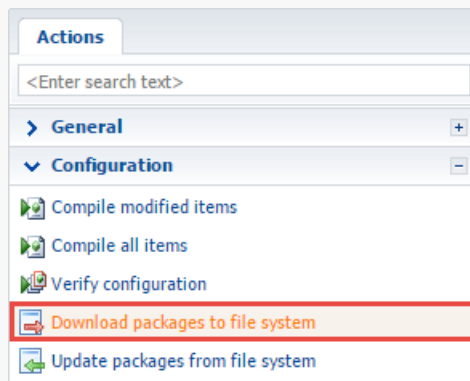 Actions
<Enter search text>
General
Configuration
Compile modified items
Compile all items
Verify configuration
Download packages to file system
Update packages from file system